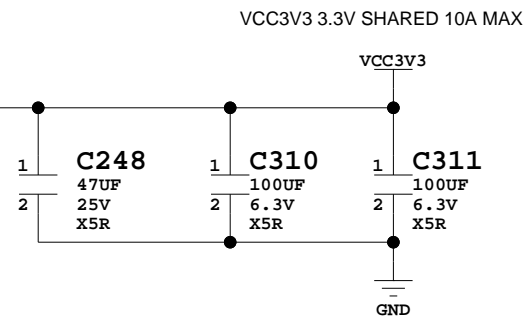 VCC3V3 3.3V SHARED 10A MAX
VCC3V3
1 C248 1 C310 1 C311
47UF 100UF 100UF
2 25V 2 6.3V 2 6.3V
X5R X5R X5R
GND